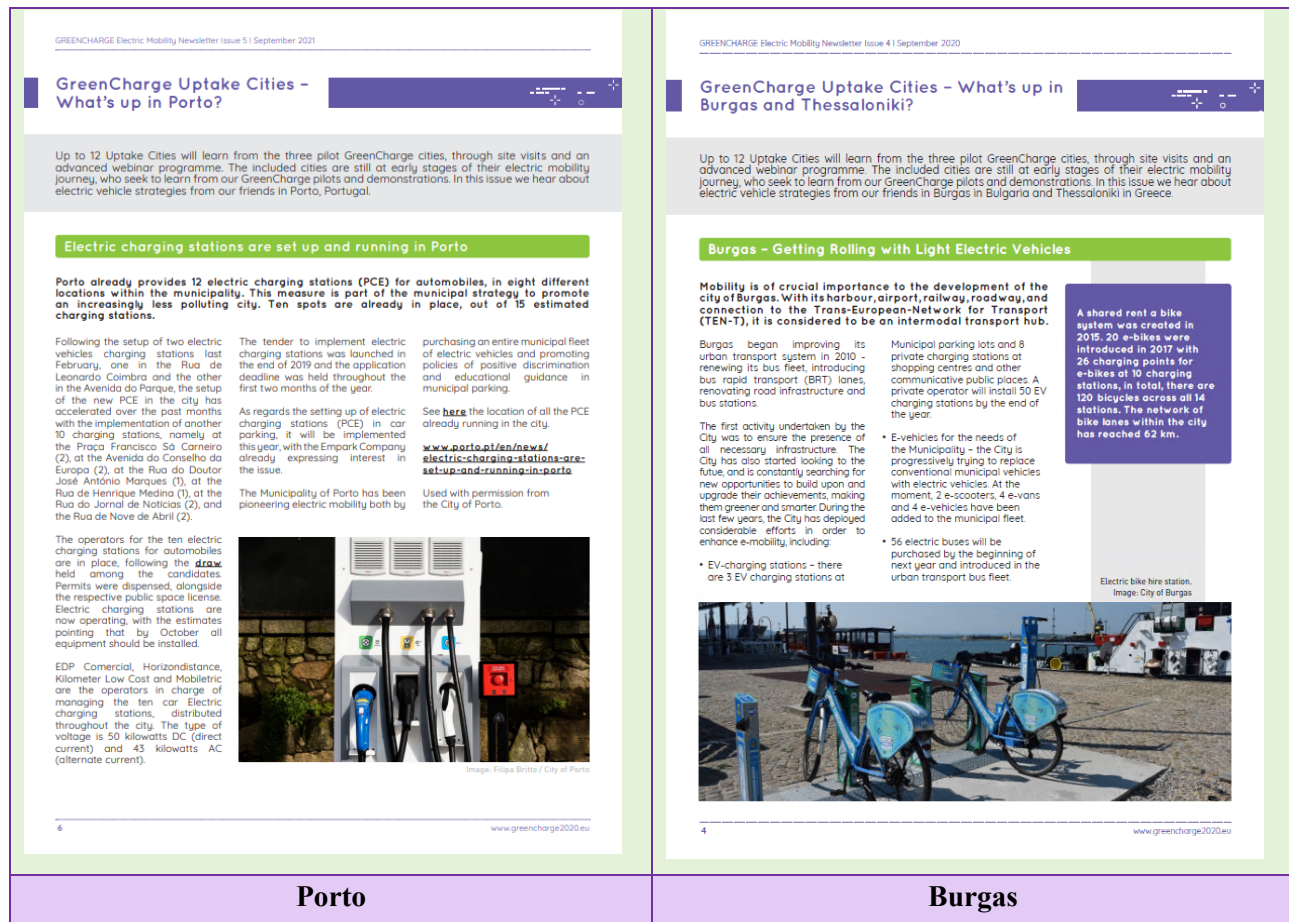 GREENCHARGE Electric Mobility Newsletter Issue 5 | September 2021
GreenCharge Uptake Cities –
What's up in Porto?
Up to 12 Uptake Cities will learn from the three pilot GreenCharge cities, through site visits and an
advanced webinar programme. The included cities are still at early stages of their electric mobility
journey, who seek to learn from our GreenCharge pilots and demonstrations. In this issue we hear about
electric vehicle strategies from our friends in Porto, Portugal.
Electric charging stations are set up and running in Porto
Porto already provides 12 electric charging stations (PCE) for automobiles, in eight different
locations within the municipality. This measure is part of the municipal strategy to promote
an increasingly less polluting city. Ten spots are already in place, out of 15 estimated
charging stations.
Following the setup of two electric
vehicles charging stations last
February, one in the Rua de
Leonardo Coimbra and the other
in the Avenida do Parque, the setup
of the new PCE in the city has
accelerated over the past months
with the implementation of another
10 charging stations, namely at
the Praça Francisco Sá Carneiro
(2), at the Avenida do Conselho da
Europa (2), at the Rua do Doutor
José António Marques (1), at the
Rua de Henrique Medina (1), at the
Rua do Jornal de Notícias (2), and
the Rua de Nove de Abril (2).
The operators for the ten electric
charging stations for automobiles
are in place, following the draw
held among the candidates.
Permits were dispensed, alongside
the respective public space license.
Electric charging stations are
now operating, with the estimates
pointing that by October all
equipment should be installed.
EDP Comercial, Horizondistance,
Kilometer Low Cost and Mobiletric
are the operators in charge of
managing the ten car Electric
charging stations, distributed
throughout the city. The type of
voltage is 50 kilowatts DC (direct
current) and 43 kilowatts AC
(alternate current).
The tender to implement electric
charging stations was launched in
the end of 2019 and the application
deadline was held throughout the
first two months of the year.
As regards the setting up of electric
charging stations (PCE) in car
parking, it will be implemented
this year, with the Empark Company
already expressing interest in
the issue.
The Municipality of Porto has been
pioneering electric mobility both by
purchasing an entire municipal fleet
of electric vehicles and promoting
policies of positive discrimination
and educational guidance in
municipal parking.
See here the location of all the PCE
already running in the city.
www.porto.pt/en/news/
electric-charging-stations-are-
set-up-and-running-in-porto
Used with permission from
the City of Porto.
Image: Filipa Britto / City of Porto
6
www.greencharge2020.eu
Porto
GREENCHARGE Electric Mobility Newsletter Issue 4 | September 2020
GreenCharge Uptake Cities – What's up in
Burgas and Thessaloniki?
Up to 12 Uptake Cities will learn from the three pilot GreenCharge cities, through site visits and an
advanced webinar programme. The included cities are still at early stages of their electric mobility
journey, who seek to learn from our GreenCharge pilots and demonstrations. In this issue we hear about
electric vehicle strategies from our friends in Burgas in Bulgaria and Thessaloniki in Greece.
Burgas – Getting Rolling with Light Electric Vehicles
Mobility is of crucial importance to the development of the
city of Burgas. With its harbour, airport, railway, roadway, and
connection to the Trans-European-Network for Transport
(TEN-T), it is considered to be an intermodal transport hub.
Burgas began improving its
urban transport system in 2010 -
renewing its bus fleet, introducing
bus rapid transport (BRT) lanes,
renovating road infrastructure and
bus stations.
The first activity undertaken by the
City was to ensure the presence of
all necessary infrastructure. The
City has also started looking to the
futue, and is constantly searching for
new opportunities to build upon and
upgrade their achievements, making
them greener and smarter. During the
last few years, the City has deployed
considerable efforts in order to
enhance e-mobility, including:
• EV-charging stations – there
are 3 EV charging stations at
Municipal parking lots and 8
private charging stations at
shopping centres and other
communicative public places. A
private operator will install 50 EV
charging stations by the end of
the year.
• E-vehicles for the needs of
the Municipality – the City is
progressively trying to replace
conventional municipal vehicles
with electric vehicles. At the
moment, 2 e-scooters, 4 e-vans
and 4 e-vehicles have been
added to the municipal fleet.
• 56 electric buses will be
purchased by the beginning of
next year and introduced in the
urban transport bus fleet.
A shared rent a bike
system was created in
2015. 20 e-bikes were
introduced in 2017 with
26 charging points for
e-bikes at 10 charging
stations, in total, there are
120 bicycles across all 14
stations. The network of
bike lanes within the city
has reached 62 km.
Electric bike hire station.
Image: City of Burgas
4
www.greencharge2020.eu
Burgas